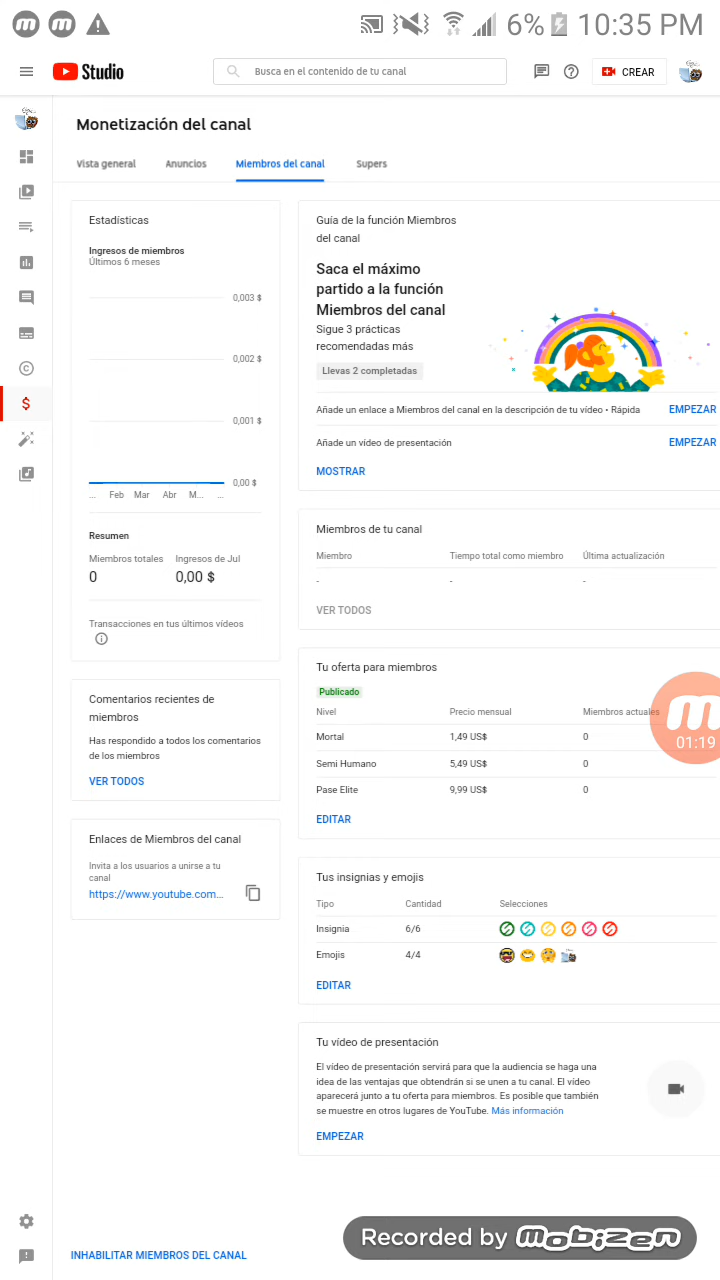 6% 10:35 PM
Studio
Busca en el contenido de tu canal
CREAR
Monetización del canal
Vista general Anuncios Miembros del canal Supers
Estadísticas
Ingresos de miembros
Últimos 6 meses
0,003 $
0,002 $
0,001 $
0,00 $
... Feb Mar Abr M... ...
Resumen
Miembros totales Ingresos de Jul
0 0,00 $
Transacciones en tus últimos vídeos
Comentarios recientes de
miembros
Has respondido a todos los comentarios
de los miembros
VER TODOS
Enlaces de Miembros del canal
Invita a los usuarios a unirse a tu
canal
https://www.youtube.com...
Guía de la función Miembros
del canal
Saca el máximo
partido a la función
Miembros del canal
Sigue 3 prácticas
recomendadas más
Llevas 2 completadas
Añade un enlace a Miembros del canal en la descripción de tu vídeo • Rápida EMPEZAR
Añade un vídeo de presentación EMPEZAR
MOSTRAR
Miembros de tu canal
Miembro Tiempo total como miembro Última actualización
- - -
VER TODOS
Tu oferta para miembros
Publicado
Nivel Precio mensual Miembros actuales
Mortal 1,49 US$ 0
Semi Humano 5,49 US$ 0
Pase Elite 9,99 US$ 0
EDITAR
01:19
Tus insignias y emojis
Tipo Cantidad Selecciones
Insignia 6/6
Emojis 4/4
EDITAR
Tu vídeo de presentación
El vídeo de presentación servirá para que la audiencia se haga una
idea de las ventajas que obtendrán si se unen a tu canal. El vídeo
aparecerá junto a tu oferta para miembros. Es posible que también
se muestre en otros lugares de YouTube. Más información
EMPEZAR
INHABILITAR MIEMBROS DEL CANAL
Recorded by mobizen